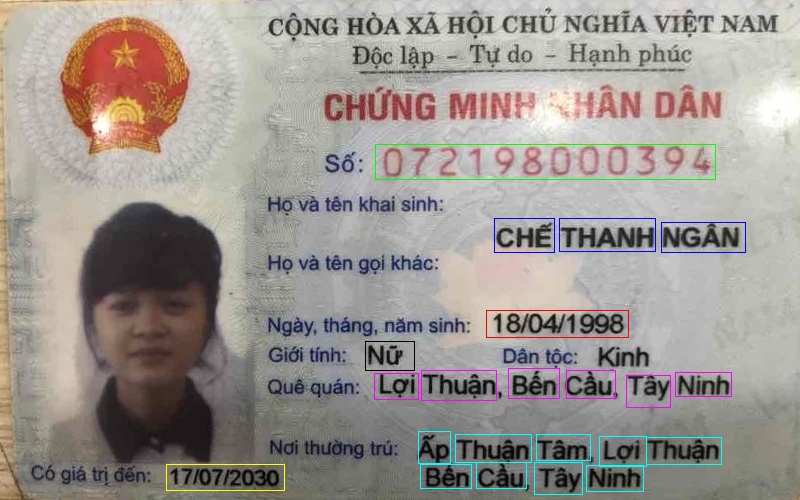 CỘNG HÒA XÃ HỘI CHỦ NGHĨA VIỆT NAM
Độc lập - Tự do - Hạnh phúc
CHỨNG MINH NHÂN DÂN
Số: 072198000394
Họ và tên khai sinh:
CHẾ THANH NGÂN
Họ và tên gọi khác:
Ngày, tháng, năm sinh: 18/04/1998
Giới tính: Nữ Dân tộc: Kinh
Quê quán: Lợi Thuận, Bến Cầu, Tây Ninh
Nơi thường trú: Ấp Thuận Tâm, Lợi Thuận
Bến Cầu, Tây Ninh
Có giá trị đến: 17/07/2030